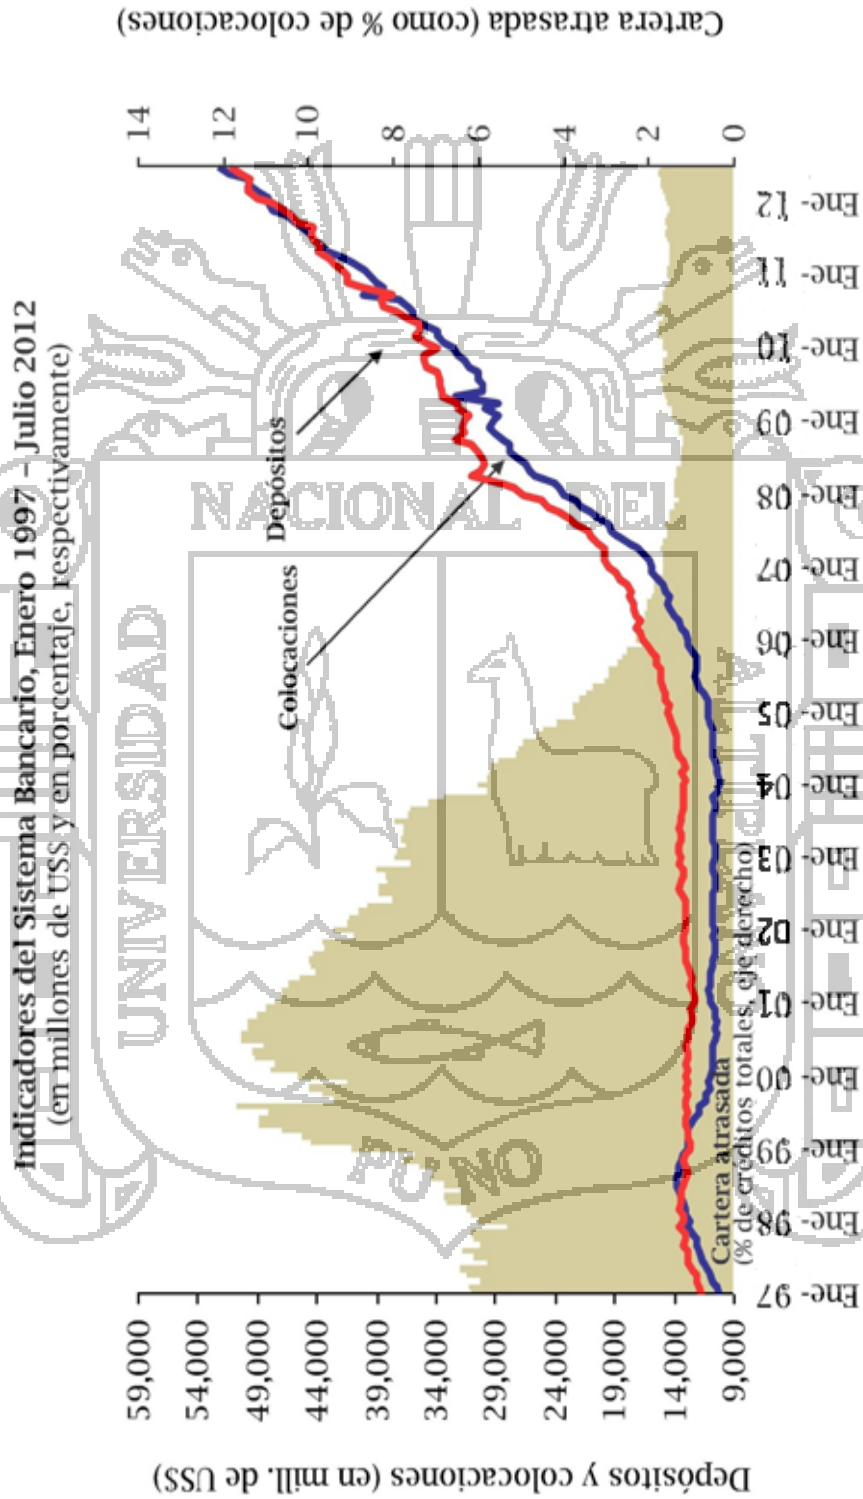 Indicadores del Sistema Bancario, Enero 1997 – Julio 2012
(en millones de US$ y en porcentaje, respectivamente)
Depósitos y colocaciones (en mill. de US$)
59,000
54,000
49,000
44,000
39,000
34,000
29,000
24,000
19,000
14,000
9,000
Colocaciones
Depósitos
Cartera atrasada
(% de créditos totales, eje derecho)
Cartera atrasada (como % de colocaciones)
14
12
10
8
6
4
2
0
Ene- 97
Ene- 98
Ene- 99
Ene- 00
Ene- 01
Ene- 02
Ene- 03
Ene- 04
Ene- 05
Ene- 06
Ene- 07
Ene- 08
Ene- 09
Ene- 10
Ene- 11
Ene- 12
UNIVERSIDAD
NACIONAL DEL
PUNO